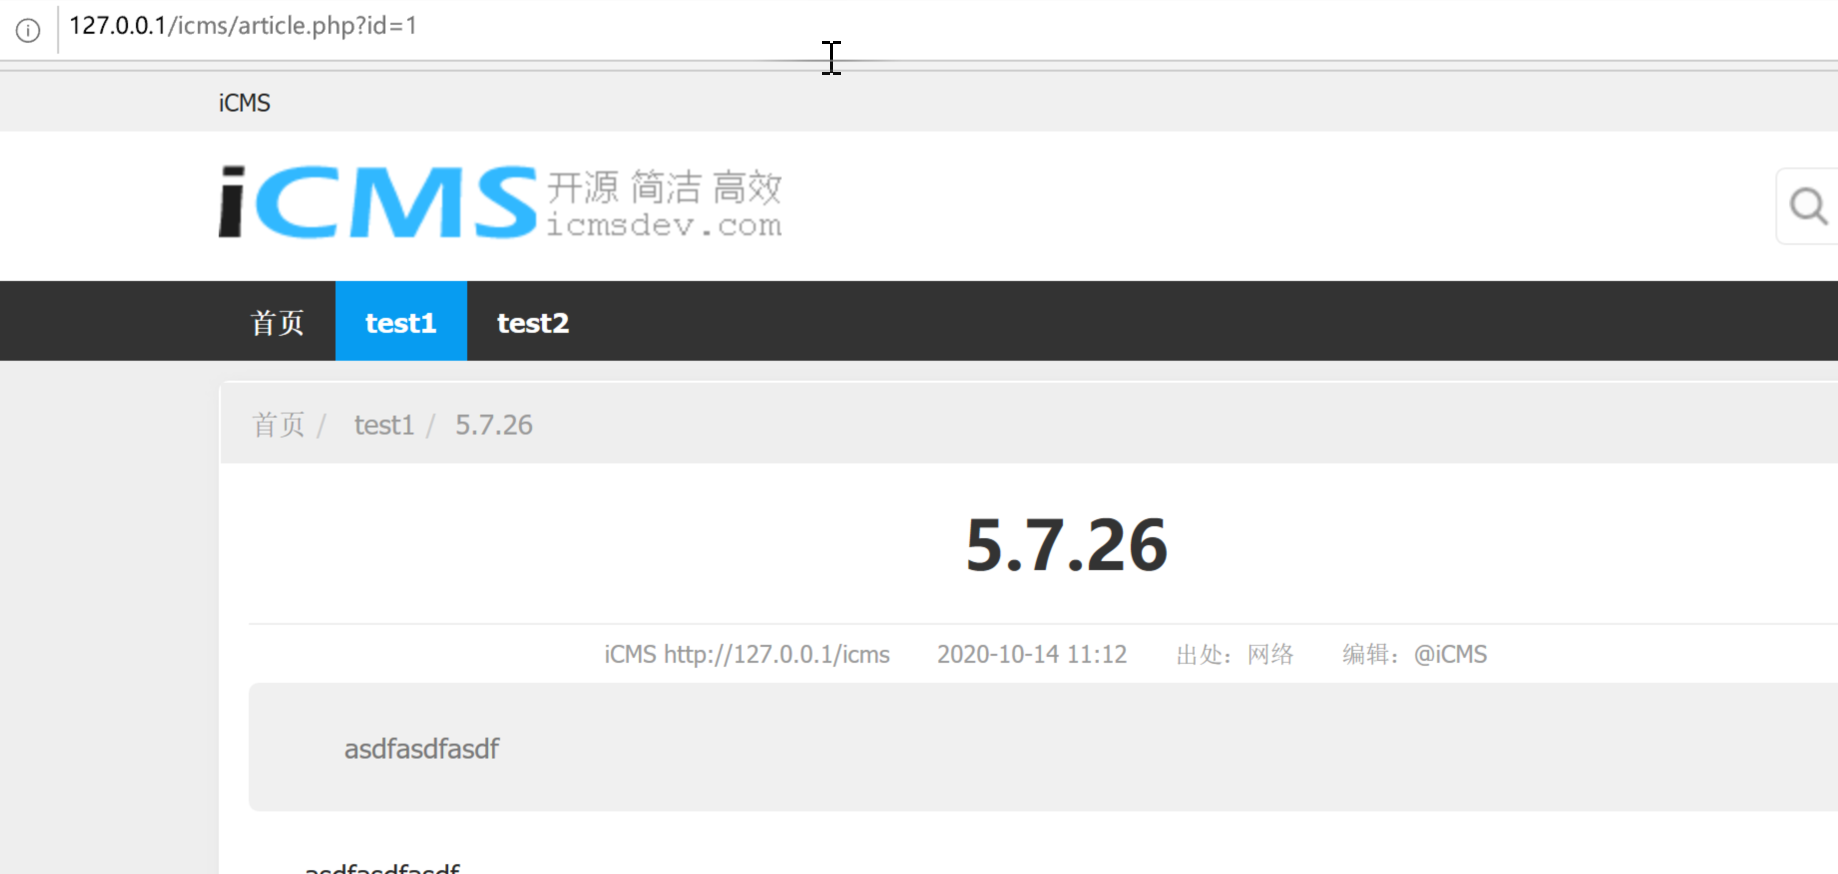 127.0.0.1/icms/article.php?id=1
iCMS
iCMS 开源 简洁 高效
icmsdev.com
首页 test1 test2
首页 / test1 / 5.7.26
5.7.26
iCMS http://127.0.0.1/icms 2020-10-14 11:12 出处：网络 编辑：@iCMS
asdfasdfasdf
asdfasdfasdf